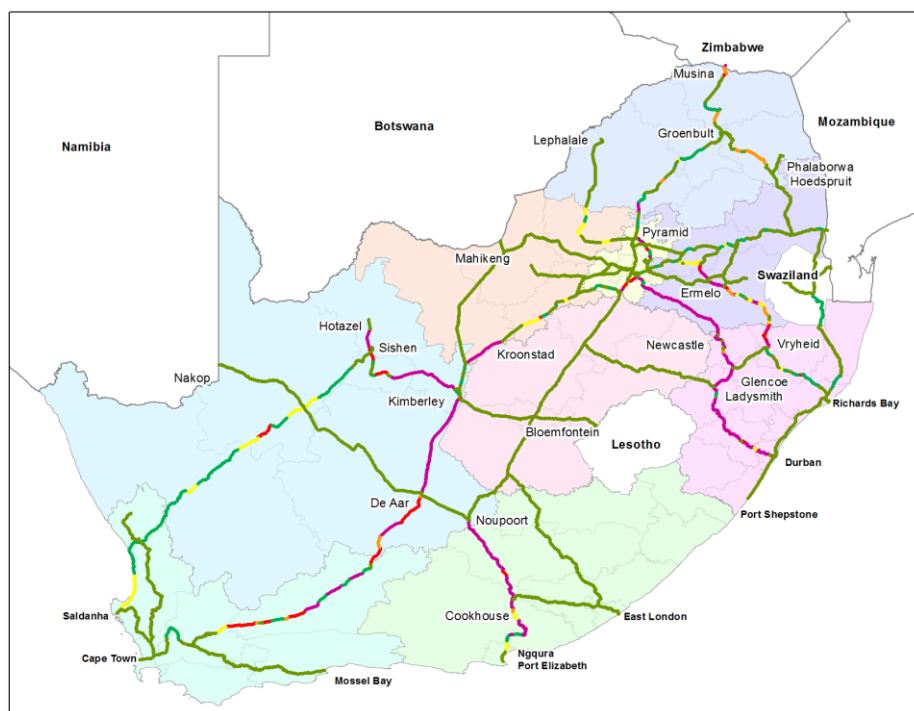 Zimbabwe
Musina
Mozambique
Botswana
Groenbult
Namibia
Lephalale
Phalaborwa
Hoedspruit
Pyramid
Mahikeng
Swaziland
Ermelo
Hotazel
Sishen
Kroonstad
Newcastle
Vryheid
Nakop
Glencoe
Kimberley
Ladysmith
Richards Bay
Bloemfontein
Lesotho
Durban
De Aar
Port Shepstone
Noupoort
Saldanha
Cookhouse
East London
Ngqura
Cape Town
Port Elizabeth
Mossel Bay